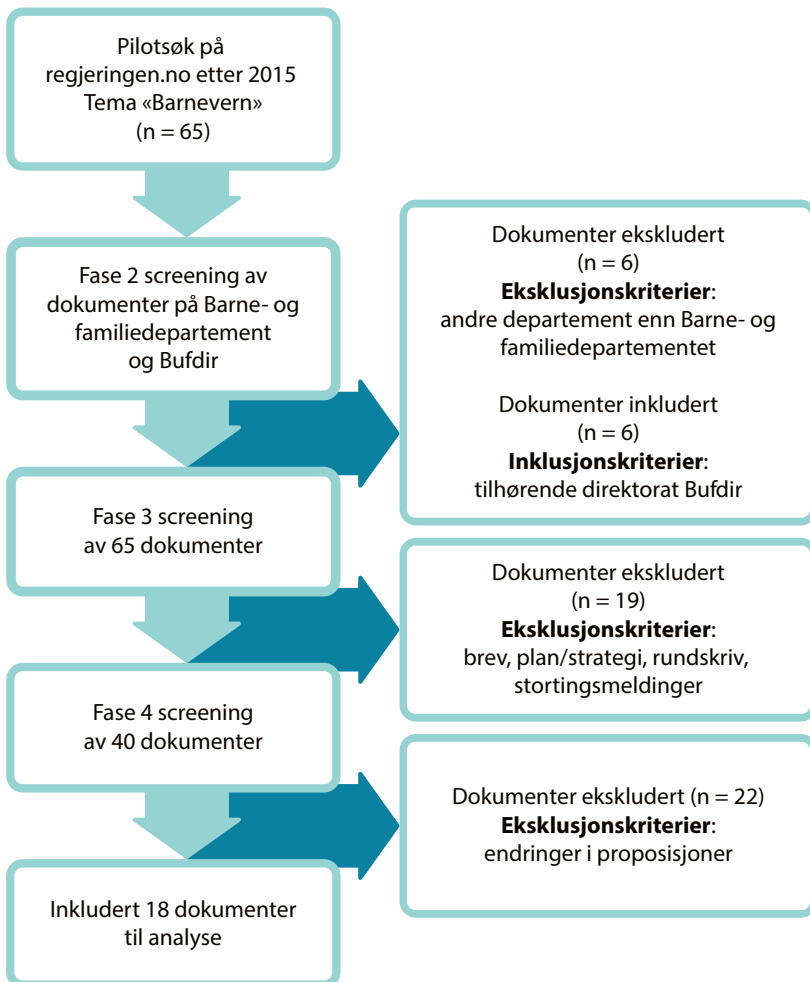 Pilotsøk på
regjeringen.no etter 2015
Tema «Barnevern»
(n = 65)
Fase 2 screening av
dokumenter på Barne- og
familiedepartement
og Bufdir
Dokumenter ekskludert
(n = 6)
Eksklusjonskriterier:
andre departement enn Barne- og
familiedepartementet
Dokumenter inkludert
(n = 6)
Inklusjonskriterier:
tilhørende direktorat Bufdir
Fase 3 screening
av 65 dokumenter
Dokumenter ekskludert
(n = 19)
Eksklusjonskriterier:
brev, plan/strategi, rundskriv,
stortingsmeldinger
Fase 4 screening
av 40 dokumenter
Dokumenter ekskludert (n = 22)
Eksklusjonskriterier:
endringer i proposisjoner
Inkludert 18 dokumenter
til analyse